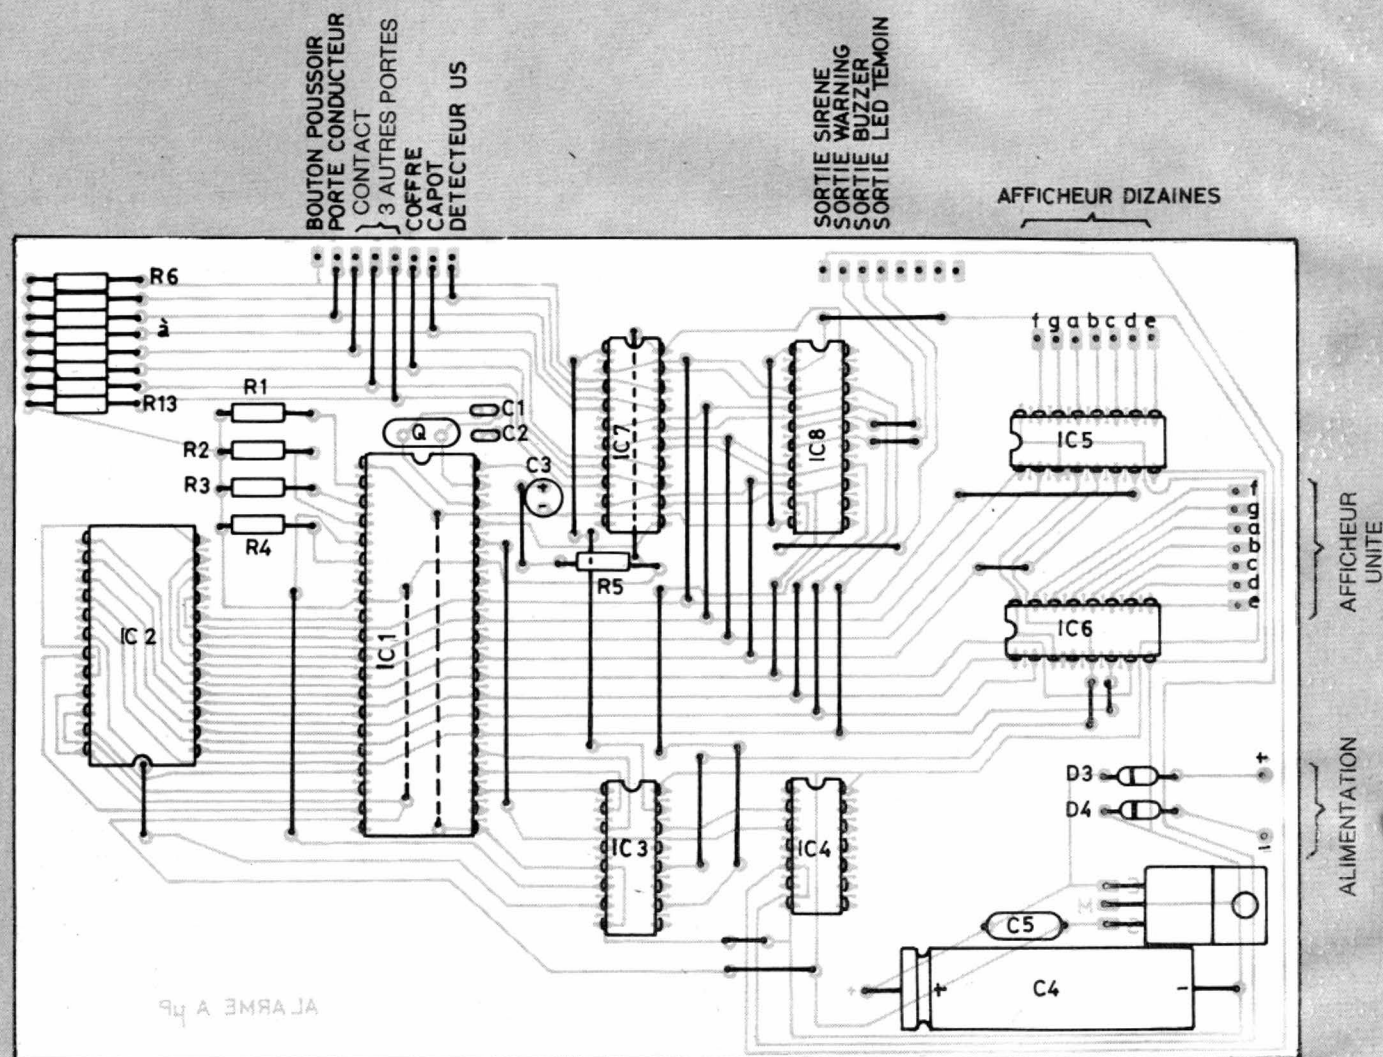 BOUTON POUSSOIR
PORTE CONDUCTEUR
CONTACT
3 AUTRES PORTES
COFFRE
CAPOT
DETECTEUR US
SORTIE SIRENE
SORTIE WARNING
SORTIE BUZZER
SORTIE LED TEMOIN
AFFICHEUR DIZAINES
R6
à
R13
f g a b c d e
R1
R2
R3
R4
Q
C1
C2
C3
+
-
IC7
IC8
IC5
f
g
a
b
c
d
e
AFFICHEUR
UNITE
R5
IC2
IC1
IC6
D3
D4
+
-
ALIMENTATION
IC3
IC4
E
M
S
C5
+
+
C4
-
ALARME A µP